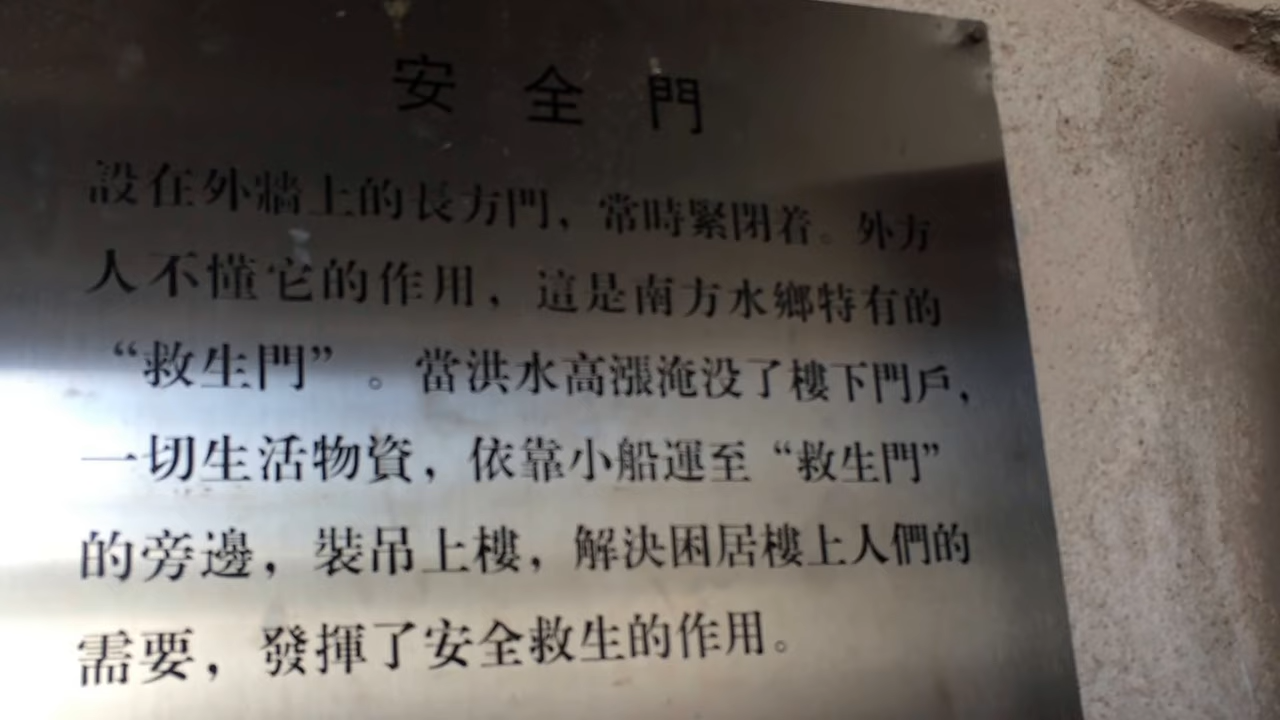 安全門
設在外牆上的長方門，常時緊閉着。外方
人不懂它的作用，這是南方水鄉特有的
“救生門”。當洪水高漲淹没了樓下門戶，
一切生活物資，依靠小船運至“救生門”
的旁邊，裝吊上樓，解決困居樓上人們的
需要，發揮了安全救生的作用。